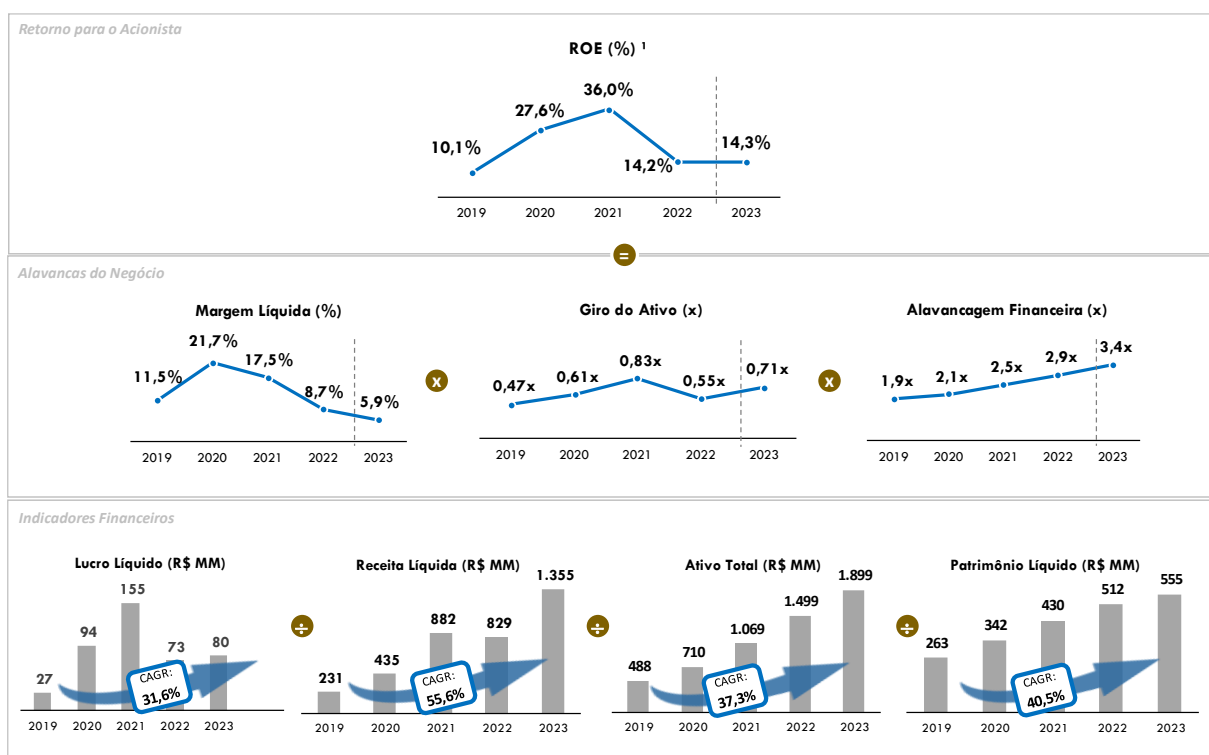 Retorno para o Acionista
ROE (%) ¹
10,1%
27,6%
36,0%
14,2%
14,3%
2019 2020 2021 2022 2023
=
Alavancas do Negócio
Margem Líquida (%)
11,5%
21,7%
17,5%
8,7%
5,9%
2019 2020 2021 2022 2023
x
Giro do Ativo (x)
0,47x
0,61x
0,83x
0,55x
0,71x
2019 2020 2021 2022 2023
x
Alavancagem Financeira (x)
1,9x
2,1x
2,5x
2,9x
3,4x
2019 2020 2021 2022 2023
Indicadores Financeiros
Lucro Líquido (R$ MM)
27
94
155
73
80
CAGR:
31,6%
2019 2020 2021 2022 2023
÷
Receita Líquida (R$ MM)
231
435
882
829
1.355
CAGR:
55,6%
2019 2020 2021 2022 2023
÷
Ativo Total (R$ MM)
488
710
1.069
1.499
1.899
CAGR:
37,3%
2019 2020 2021 2022 2023
÷
Patrimônio Líquido (R$ MM)
263
342
430
512
555
CAGR:
40,5%
2019 2020 2021 2022 2023